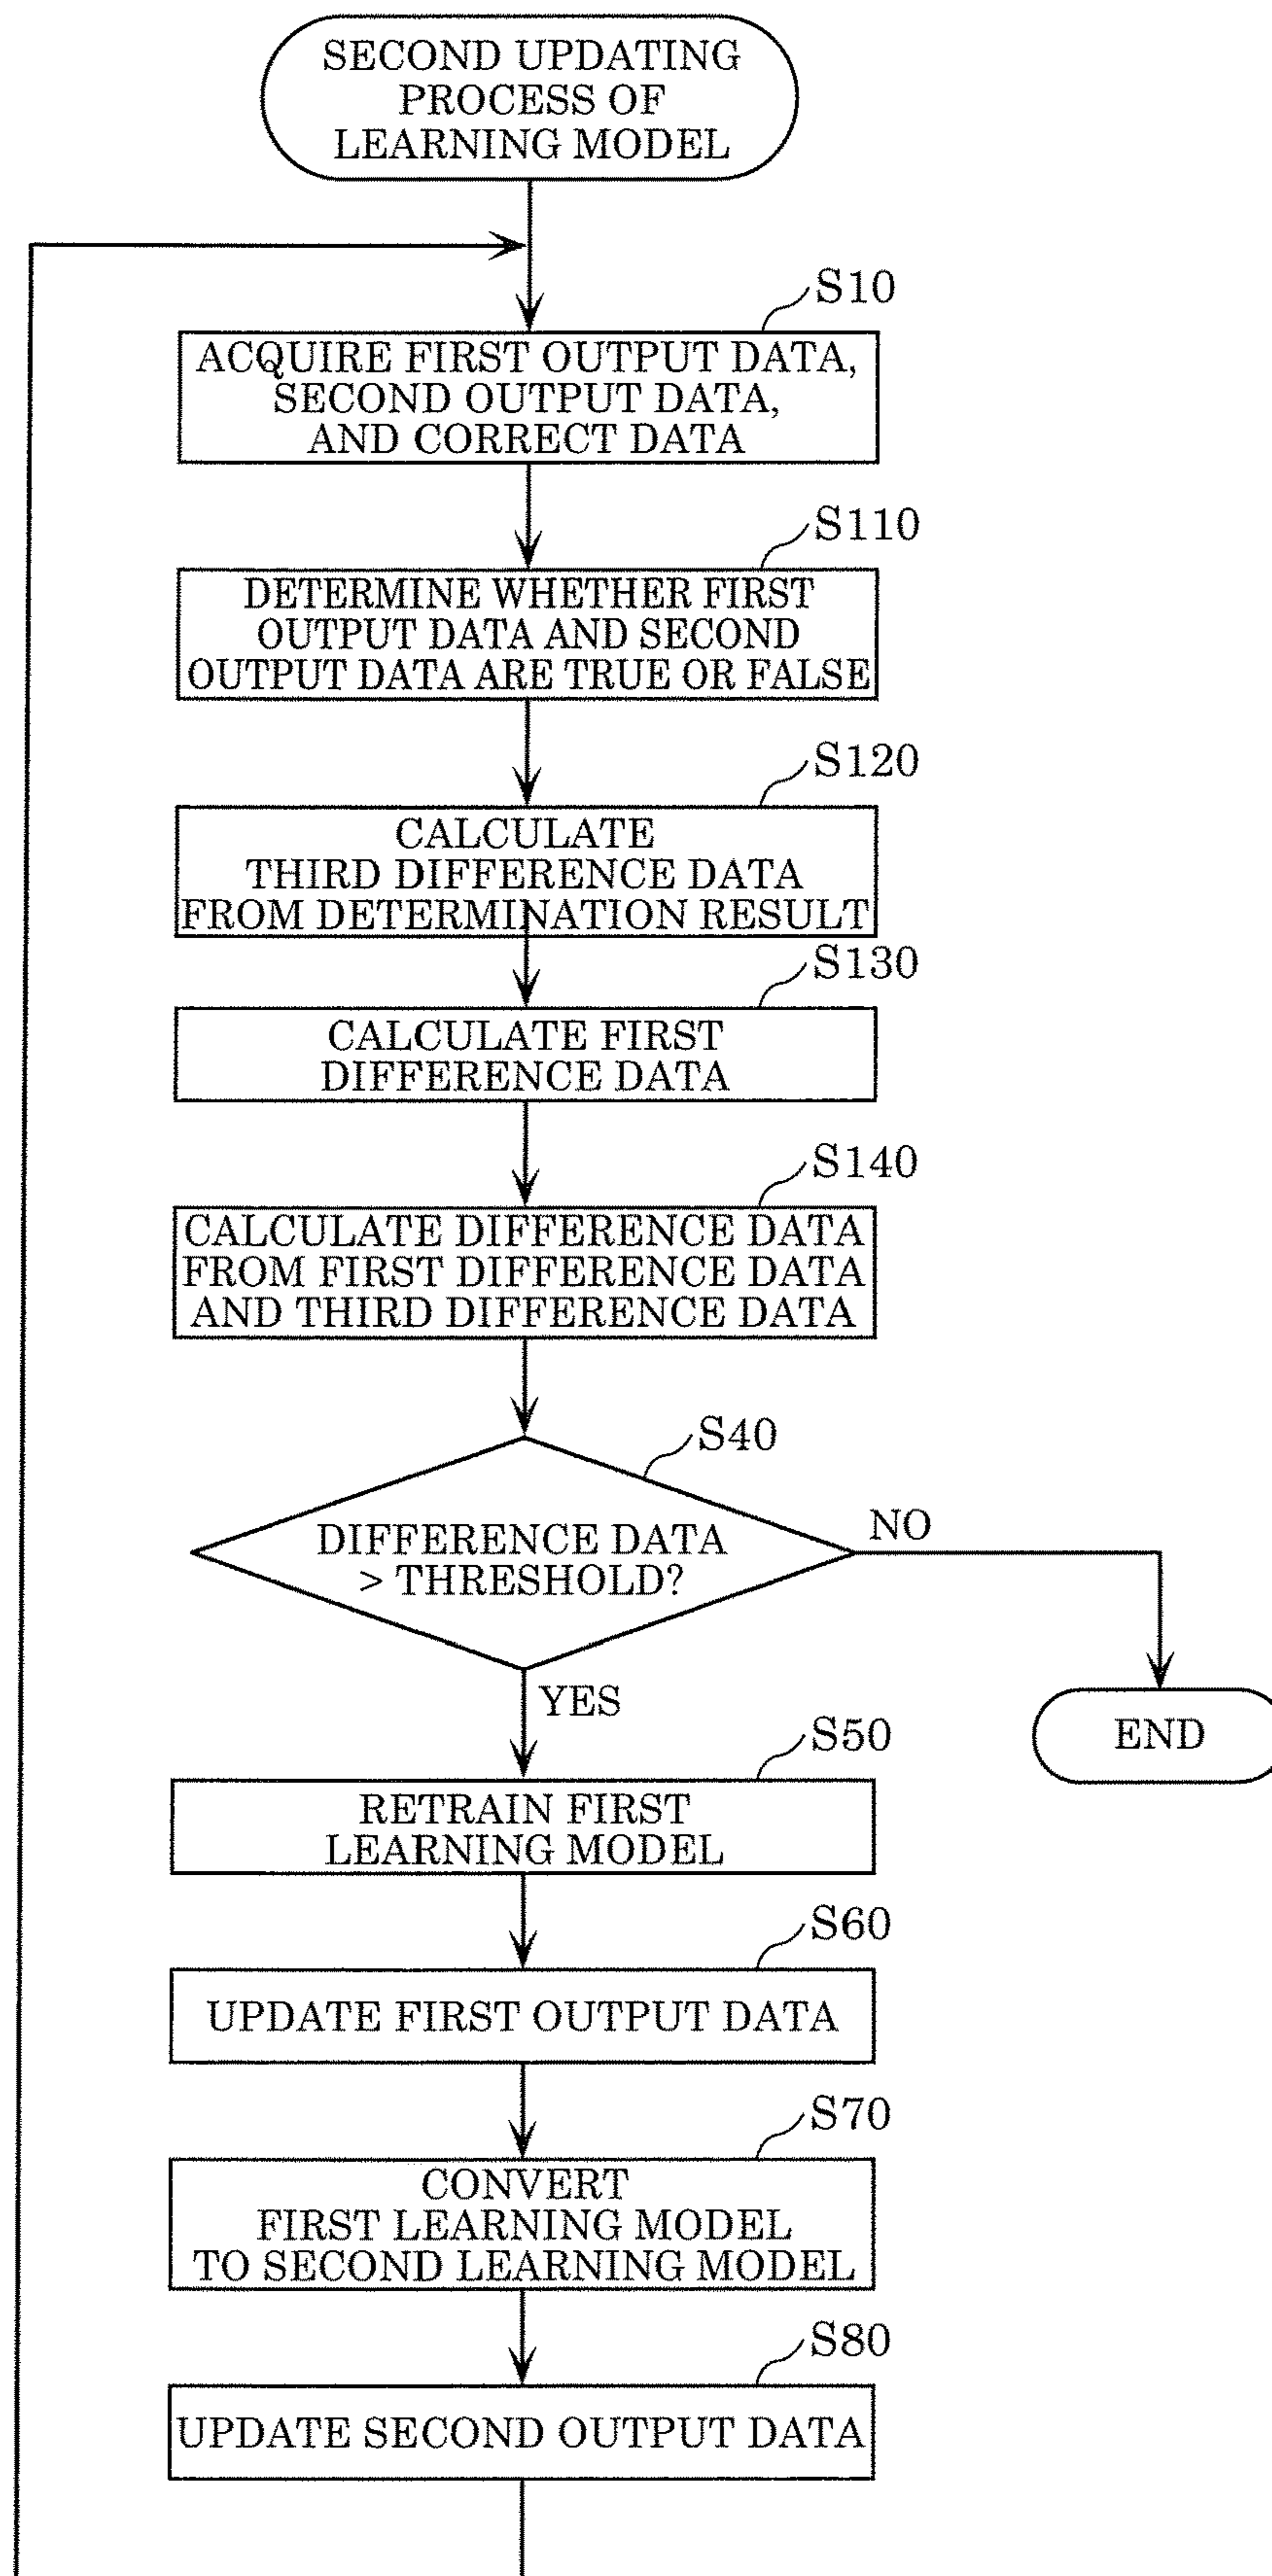 SECOND UPDATING
PROCESS OF
LEARNING MODEL
S10
ACQUIRE FIRST OUTPUT DATA,
SECOND OUTPUT DATA,
AND CORRECT DATA
S110
DETERMINE WHETHER FIRST
OUTPUT DATA AND SECOND
OUTPUT DATA ARE TRUE OR FALSE
S120
CALCULATE
THIRD DIFFERENCE DATA
FROM DETERMINATION RESULT
S130
CALCULATE FIRST
DIFFERENCE DATA
S140
CALCULATE DIFFERENCE DATA
FROM FIRST DIFFERENCE DATA
AND THIRD DIFFERENCE DATA
S40
DIFFERENCE DATA
> THRESHOLD?
NO
YES
END
S50
RETRAIN FIRST
LEARNING MODEL
S60
UPDATE FIRST OUTPUT DATA
S70
CONVERT
FIRST LEARNING MODEL
TO SECOND LEARNING MODEL
S80
UPDATE SECOND OUTPUT DATA